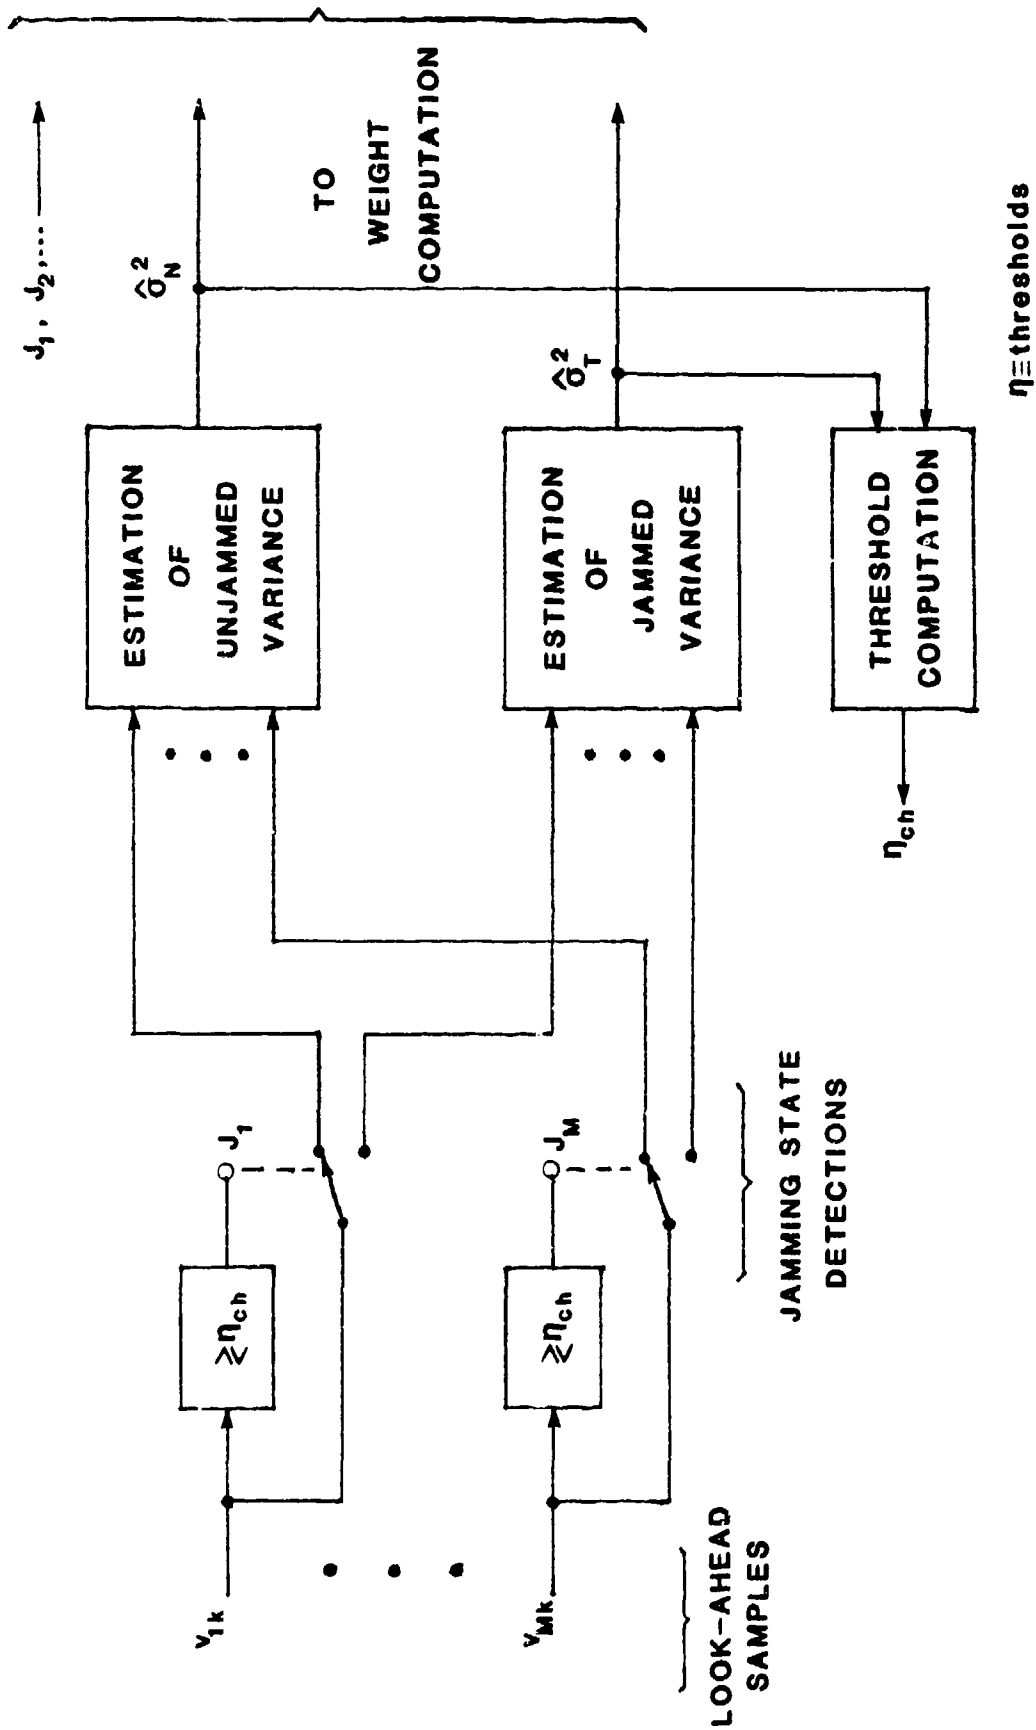 J₁, J₂,....
σ̂²_N
TO
WEIGHT
COMPUTATION
ESTIMATION
OF
UNJAMMED
VARIANCE
J₁
≷η_ch
v_1k
σ̂²_T
ESTIMATION
OF
JAMMED
VARIANCE
J_M
≷η_ch
v_Mk
THRESHOLD
COMPUTATION
η_ch
LOOK-AHEAD
SAMPLES
JAMMING STATE
DETECTIONS
η≡thresholds